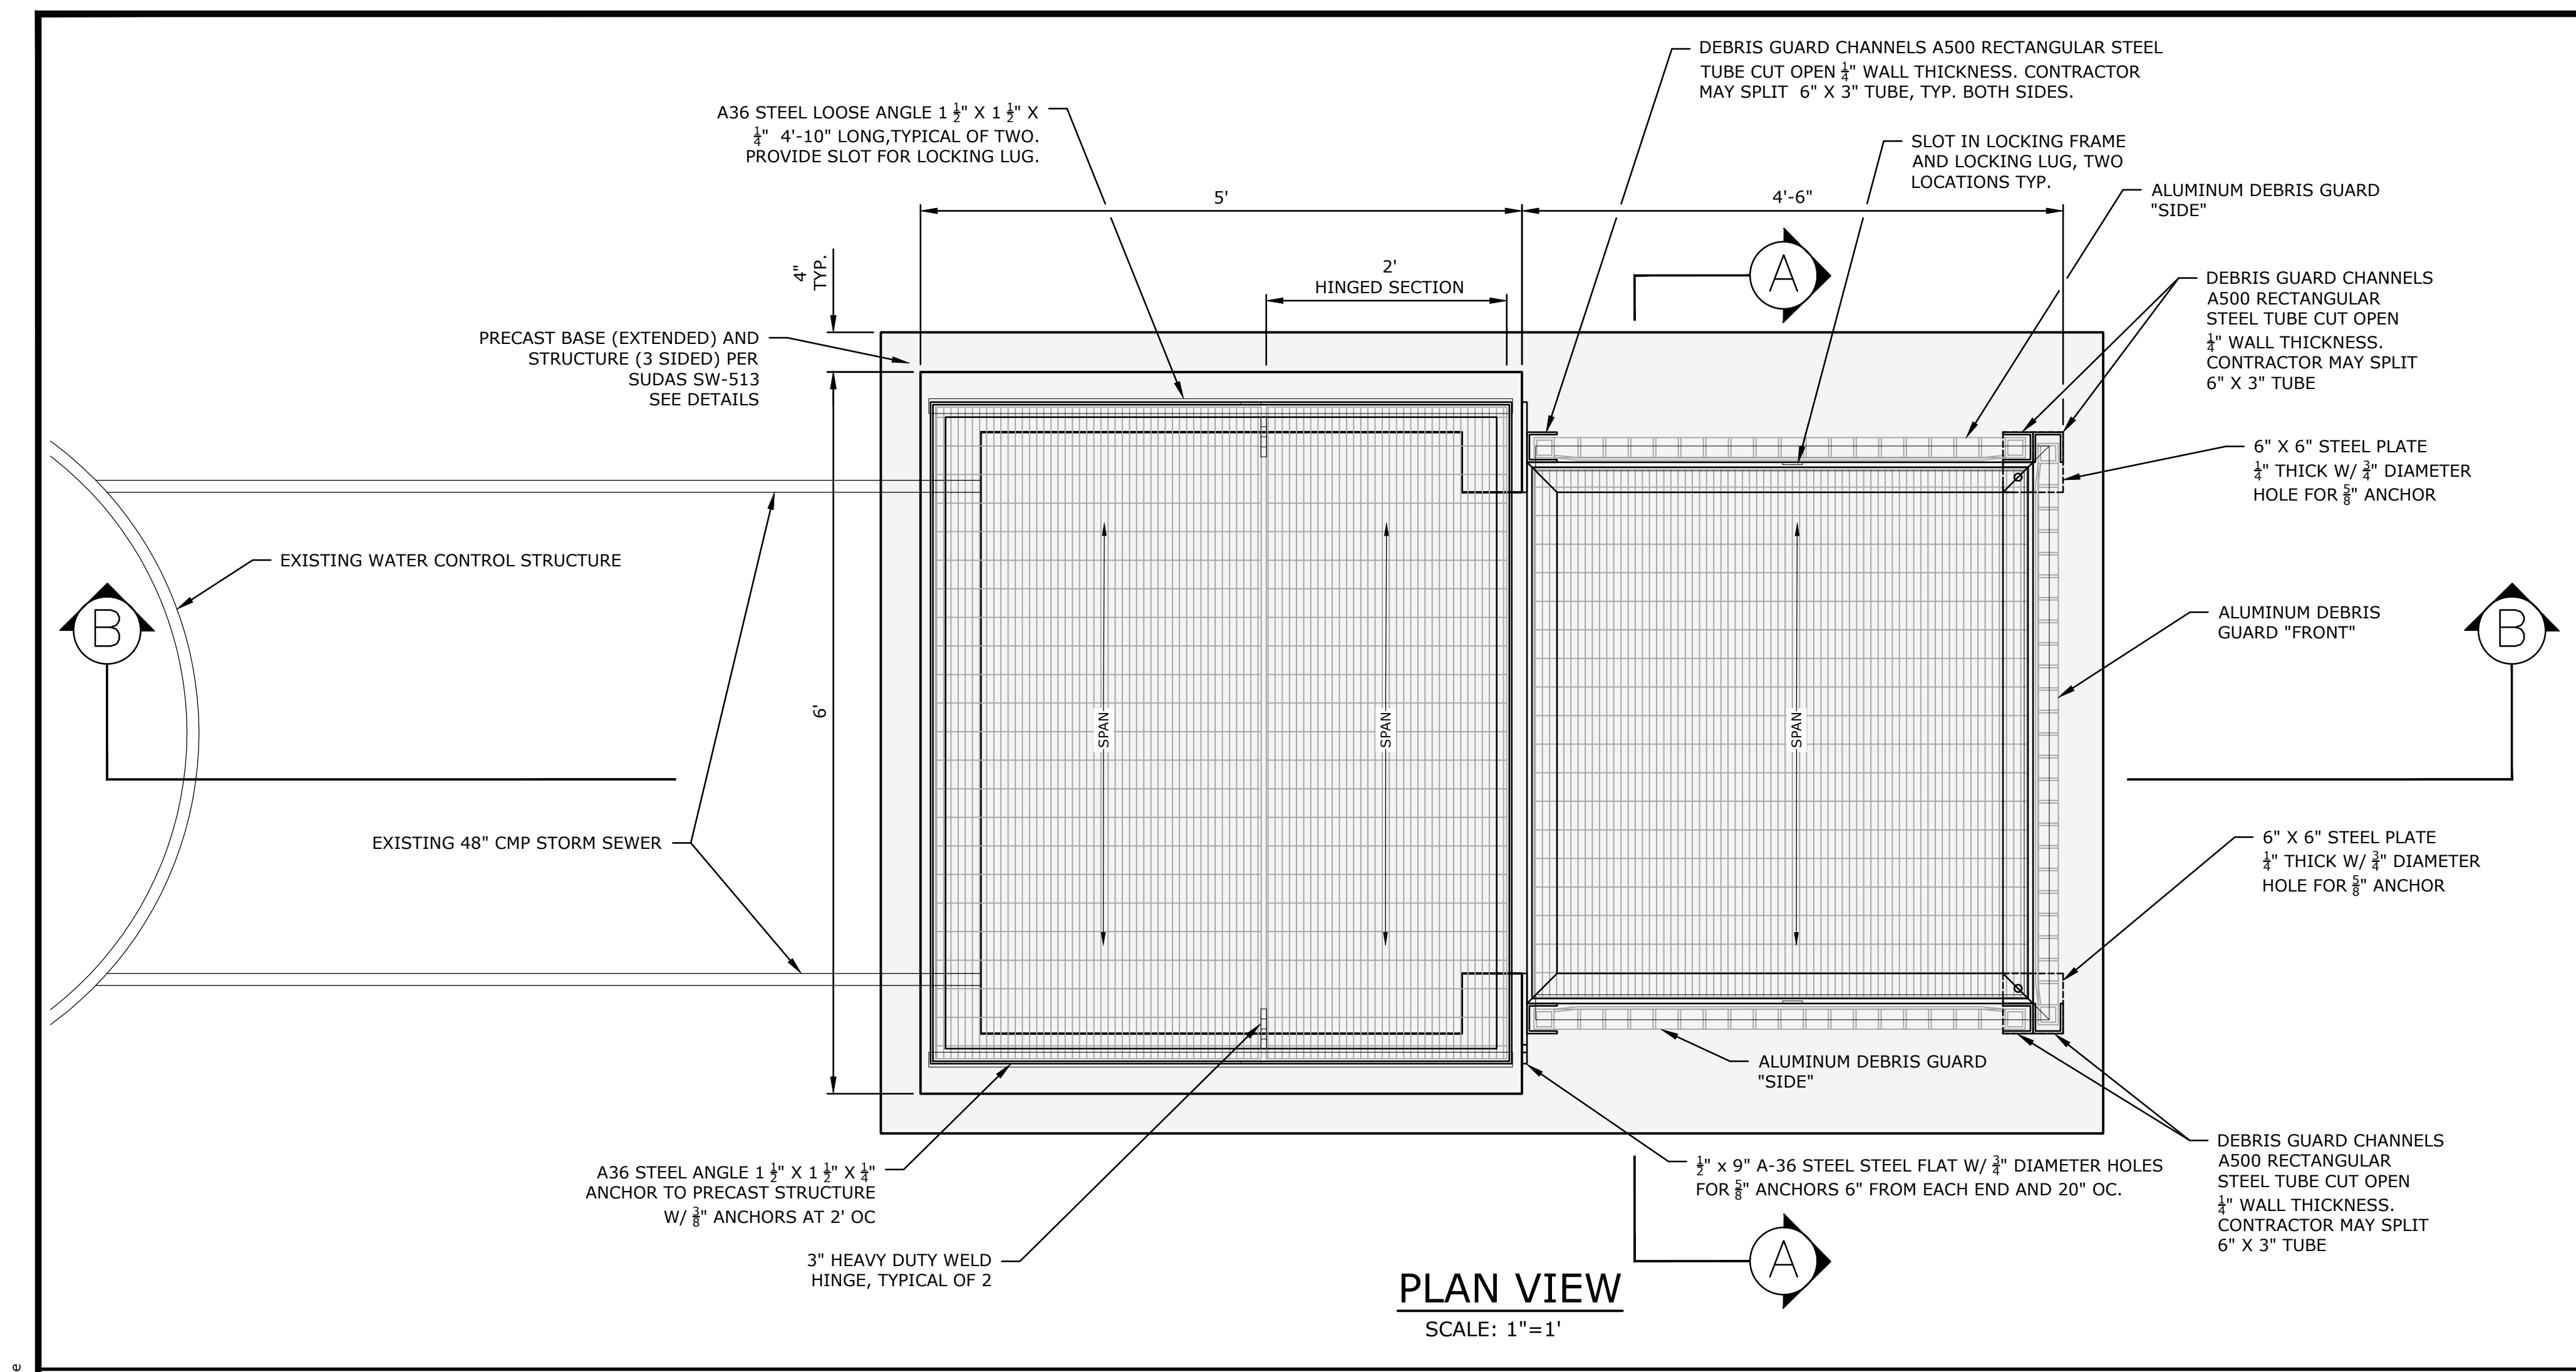 DEBRIS GUARD CHANNELS A500 RECTANGULAR STEEL
TUBE CUT OPEN 1/4" WALL THICKNESS. CONTRACTOR
MAY SPLIT 6" X 3" TUBE, TYP. BOTH SIDES.
A36 STEEL LOOSE ANGLE 1 1/2" X 1 1/2" X
1/4" 4'-10" LONG,TYPICAL OF TWO.
PROVIDE SLOT FOR LOCKING LUG.
SLOT IN LOCKING FRAME
AND LOCKING LUG, TWO
LOCATIONS TYP.
ALUMINUM DEBRIS GUARD
"SIDE"
5'
4'-6"
4"
TYP.
2'
HINGED SECTION
A
DEBRIS GUARD CHANNELS
A500 RECTANGULAR
STEEL TUBE CUT OPEN
1/4" WALL THICKNESS.
CONTRACTOR MAY SPLIT
6" X 3" TUBE
PRECAST BASE (EXTENDED) AND
STRUCTURE (3 SIDED) PER
SUDAS SW-513
SEE DETAILS
6" X 6" STEEL PLATE
1/4" THICK W/ 3/4" DIAMETER
HOLE FOR 5/8" ANCHOR
EXISTING WATER CONTROL STRUCTURE
B
ALUMINUM DEBRIS
GUARD "FRONT"
B
6'
SPAN
SPAN
SPAN
EXISTING 48" CMP STORM SEWER
6" X 6" STEEL PLATE
1/4" THICK W/ 3/4" DIAMETER
HOLE FOR 5/8" ANCHOR
ALUMINUM DEBRIS GUARD
"SIDE"
A36 STEEL ANGLE 1 1/2" X 1 1/2" X 1/4"
ANCHOR TO PRECAST STRUCTURE
W/ 3/8" ANCHORS AT 2' OC
1/2" x 9" A-36 STEEL STEEL FLAT W/ 3/4" DIAMETER HOLES
FOR 5/8" ANCHORS 6" FROM EACH END AND 20" OC.
DEBRIS GUARD CHANNELS
A500 RECTANGULAR
STEEL TUBE CUT OPEN
1/4" WALL THICKNESS.
CONTRACTOR MAY SPLIT
6" X 3" TUBE
3" HEAVY DUTY WELD
HINGE, TYPICAL OF 2
A
PLAN VIEW
SCALE: 1"=1'
e